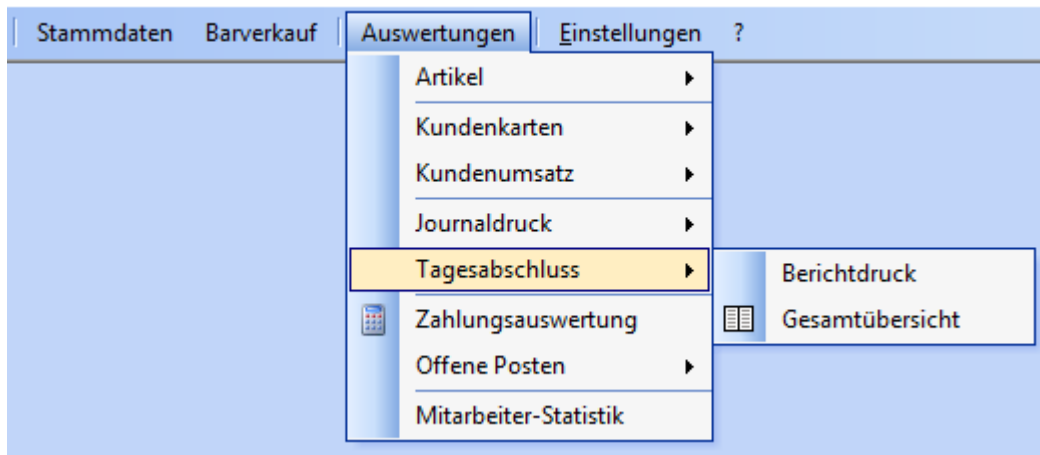 Stammdaten Barverkauf Auswertungen Einstellungen ?
Artikel
Kundenkarten
Kundenumsatz
Journaldruck
Tagesabschluss
Berichtdruck
Zahlungsauswertung
Gesamtübersicht
Offene Posten
Mitarbeiter-Statistik